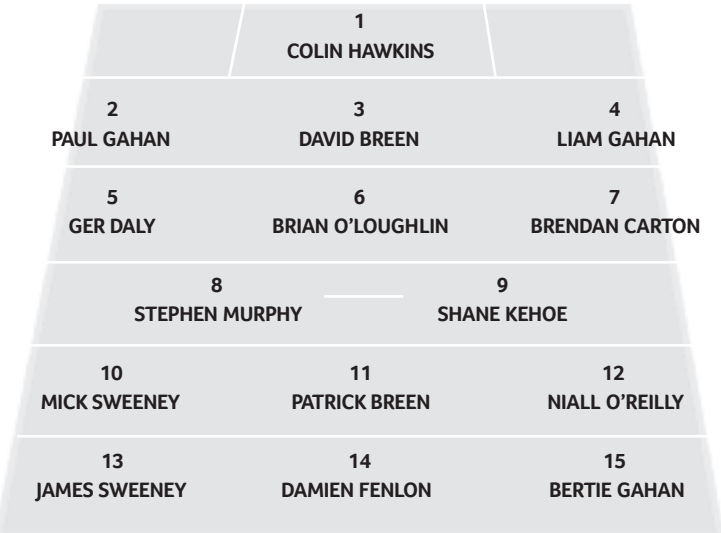 1
COLIN HAWKINS
2 3 4
PAUL GAHAN DAVID BREEN LIAM GAHAN
5 6 7
GER DALY BRIAN O’LOUGHLIN BRENDAN CARTON
8 9
STEPHEN MURPHY SHANE KEHOE
10 11 12
MICK SWEENEY PATRICK BREEN NIALL O’REILLY
13 14 15
JAMES SWEENEY DAMIEN FENLON BERTIE GAHAN